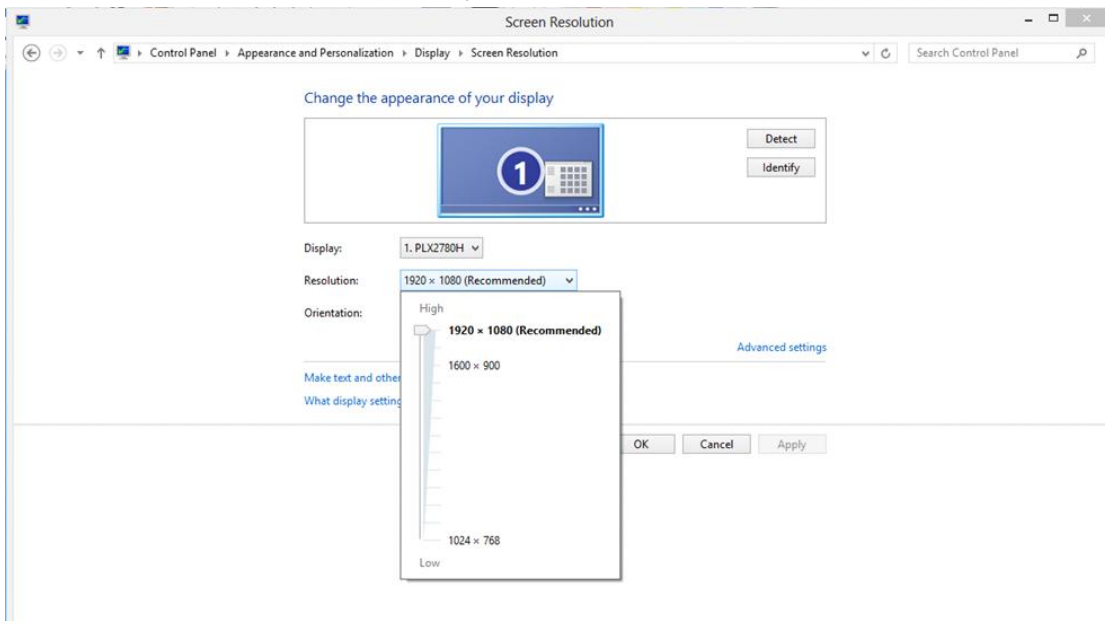 Screen Resolution
Control Panel Appearance and Personalization Display Screen Resolution
Search Control Panel
Change the appearance of your display
1
Detect
Identify
Display: 1. PLX2780H
Resolution: 1920 × 1080 (Recommended)
Orientation:
High
1920 × 1080 (Recommended)
1600 × 900
1024 × 768
Low
Advanced settings
Make text and other
What display setting
OK Cancel Apply